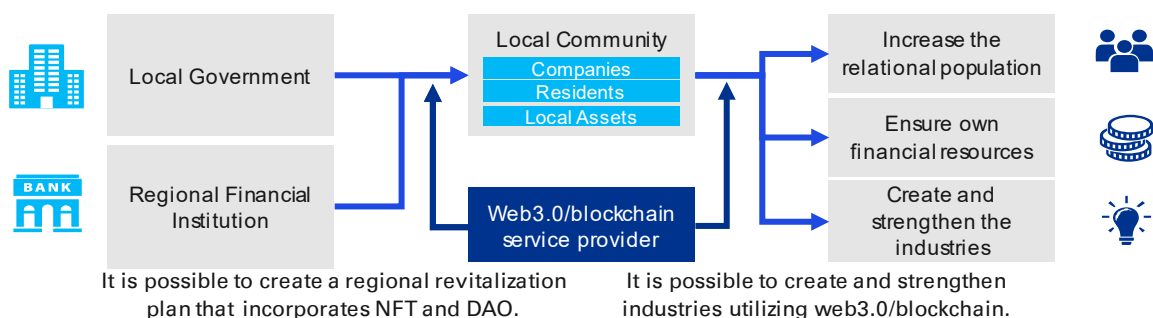 Local Government
BANK
Regional Financial
Institution
Local Community
Companies
Residents
Local Assets
Web3.0/blockchain
service provider
Increase the
relational population
Ensure own
financial resources
Create and
strengthen the
industries
It is possible to create a regional revitalization
plan that incorporates NFT and DAO.
It is possible to create and strengthen
industries utilizing web3.0/blockchain.